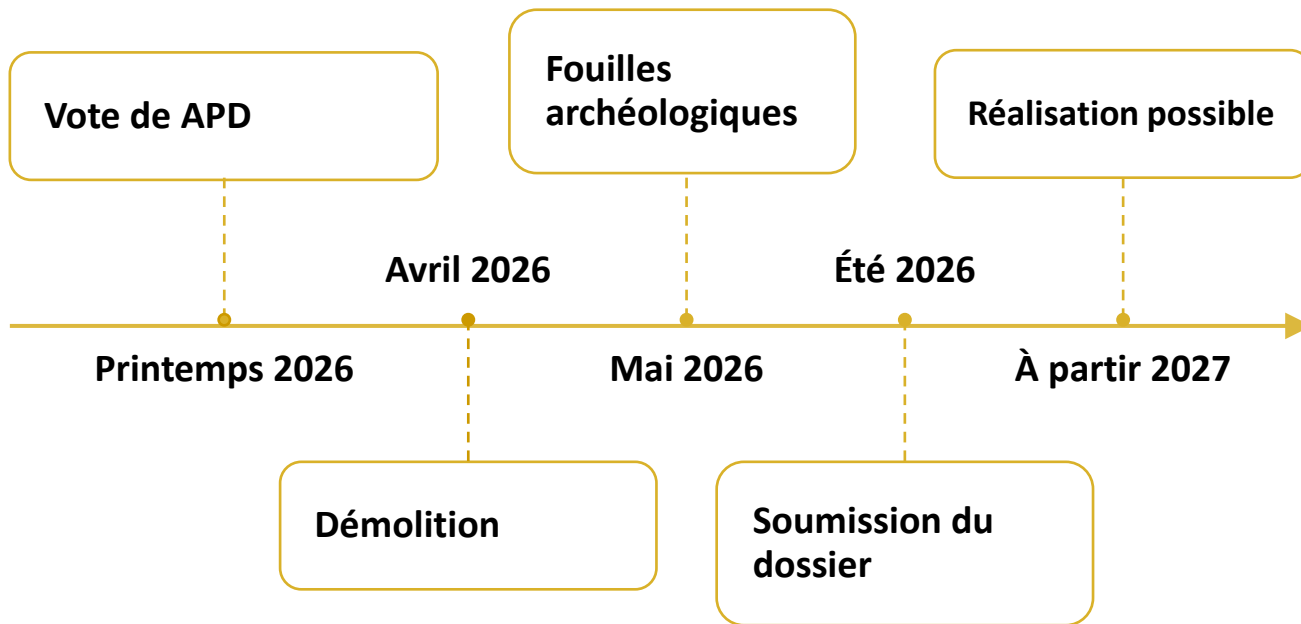 Vote de APD
Fouilles
archéologiques
Réalisation possible
Avril 2026
Été 2026
Printemps 2026
Mai 2026
À partir 2027
Démolition
Soumission du
dossier